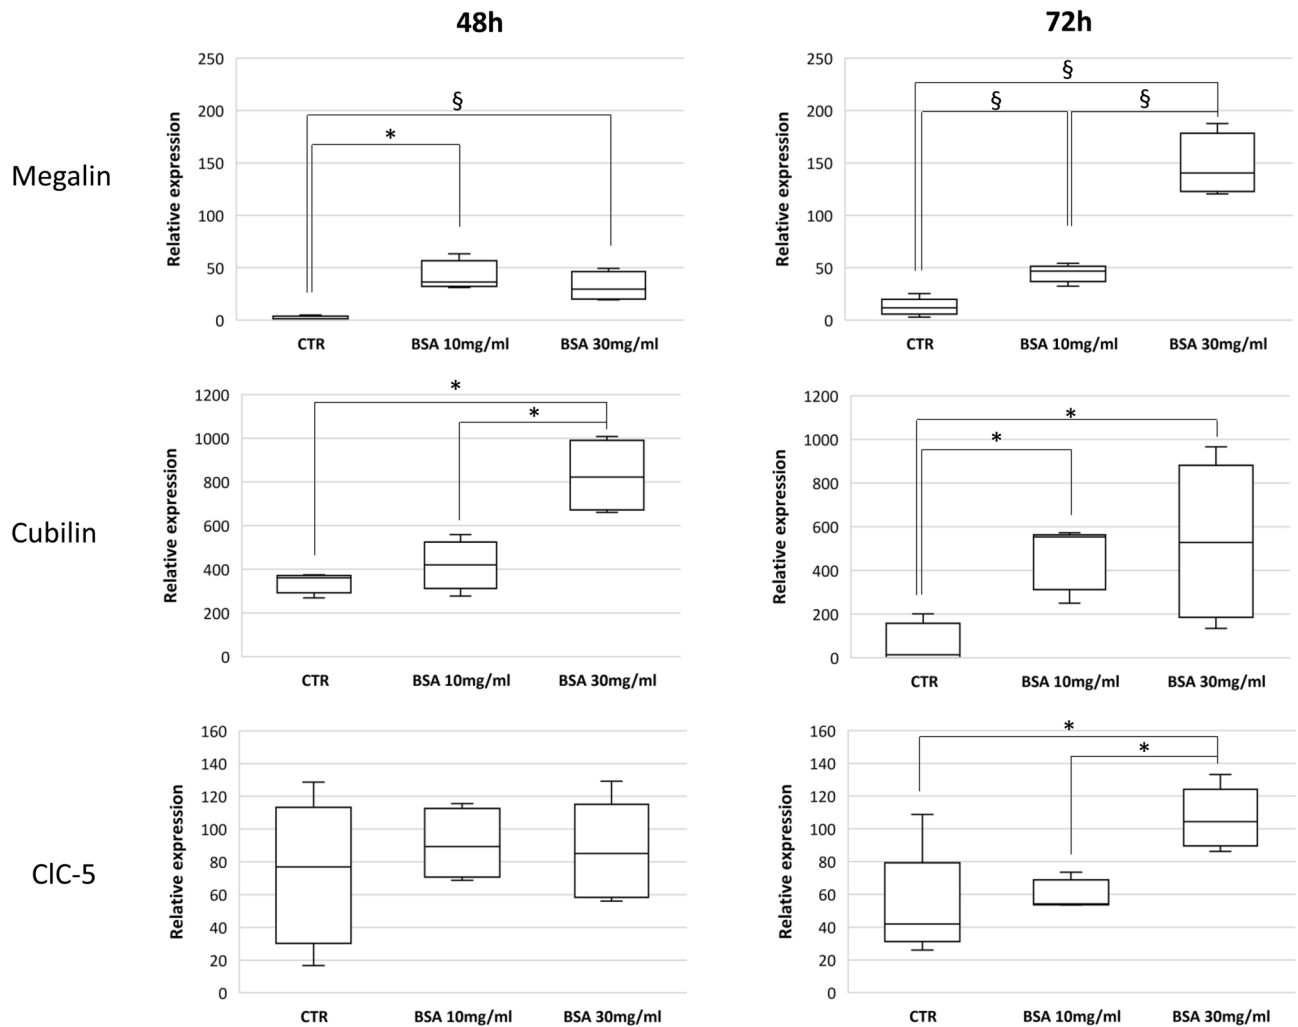 48h
72h
Megalin
Relative expression
250
200
150
100
50
0
§
*
CTR
BSA 10mg/ml
BSA 30mg/ml
Relative expression
250
200
150
100
50
0
§
§
§
CTR
BSA 10mg/ml
BSA 30mg/ml
Cubilin
Relative expression
1200
1000
800
600
400
200
0
*
*
CTR
BSA 10mg/ml
BSA 30mg/ml
Relative expression
1200
1000
800
600
400
200
0
*
*
CTR
BSA 10mg/ml
BSA 30mg/ml
ClC-5
Relative expression
160
140
120
100
80
60
40
20
0
CTR
BSA 10mg/ml
BSA 30mg/ml
Relative expression
160
140
120
100
80
60
40
20
0
*
*
CTR
BSA 10mg/ml
BSA 30mg/ml